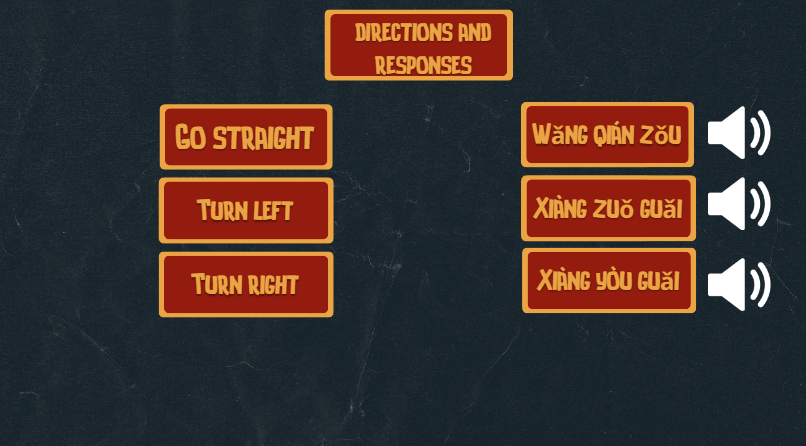 DIRECTIONS AND
RESPONSES
GO STRAIGHT
WǎNG QIÁN ZǑU
TURN LEFT
XIÀNG ZUǑ GUǎI
TURN RIGHT
XIÀNG YÒU GUǎI